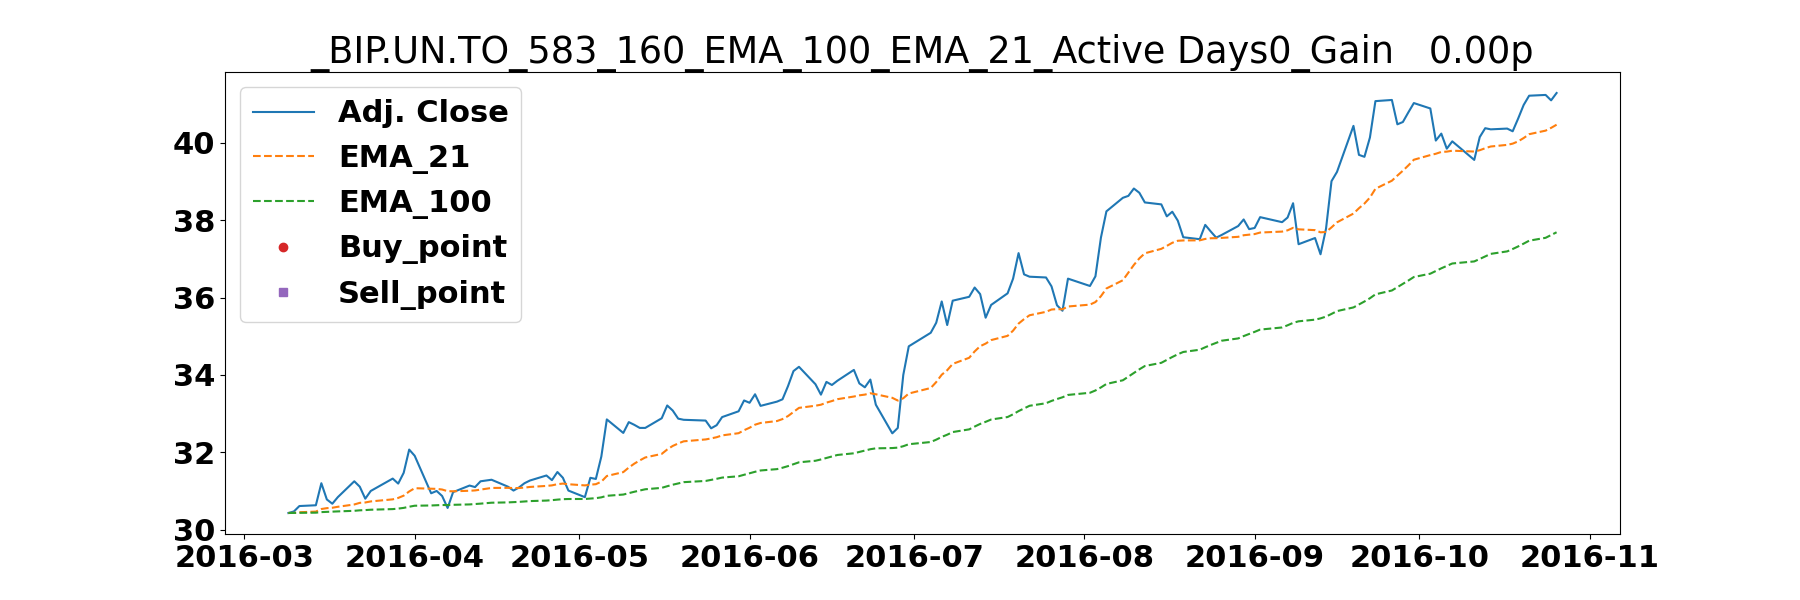 _BIP.UN.TO_583_160_EMA_100_EMA_21_Active Days0_Gain   0.00p
Adj. Close
EMA_21
EMA_100
Buy_point
Sell_point
40
38
36
34
32
30
2016-03 2016-04 2016-05 2016-06 2016-07 2016-08 2016-09 2016-10 2016-11